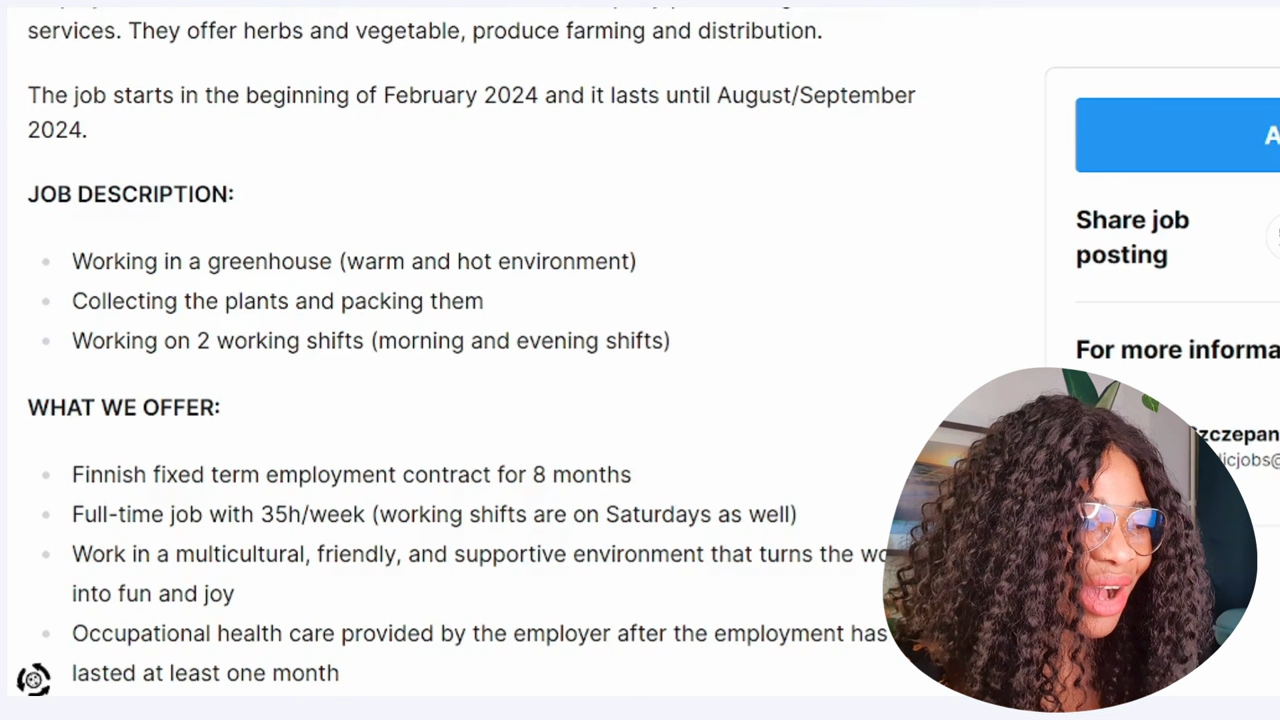 services. They offer herbs and vegetable, produce farming and distribution.
The job starts in the beginning of February 2024 and it lasts until August/September
2024.
JOB DESCRIPTION:
Working in a greenhouse (warm and hot environment)
Collecting the plants and packing them
Working on 2 working shifts (morning and evening shifts)
WHAT WE OFFER:
Finnish fixed term employment contract for 8 months
Full-time job with 35h/week (working shifts are on Saturdays as well)
Work in a multicultural, friendly, and supportive environment that turns the
into fun and joy
Occupational health care provided by the employer after the employment has
lasted at least one month
Share job
posting
For more